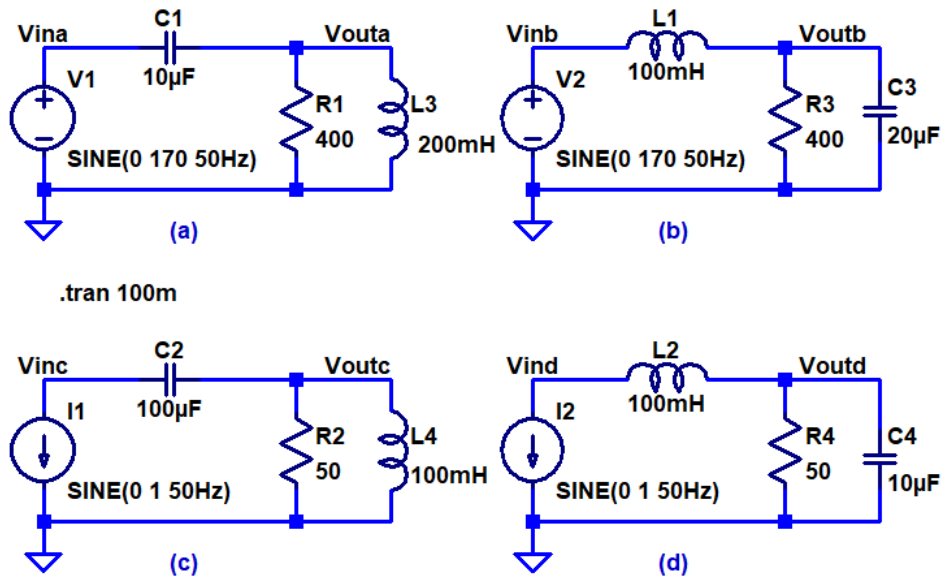 C1
Vina
Vouta
10µF
V1
R1
400
L3
200mH
SINE(0 170 50Hz)
(a)
L1
Vinb
Voutb
100mH
V2
R3
400
C3
20µF
SINE(0 170 50Hz)
(b)
.tran 100m
C2
Vinc
Voutc
100µF
I1
R2
50
L4
100mH
SINE(0 1 50Hz)
(c)
L2
Vind
Voutd
100mH
I2
R4
50
C4
10µF
SINE(0 1 50Hz)
(d)